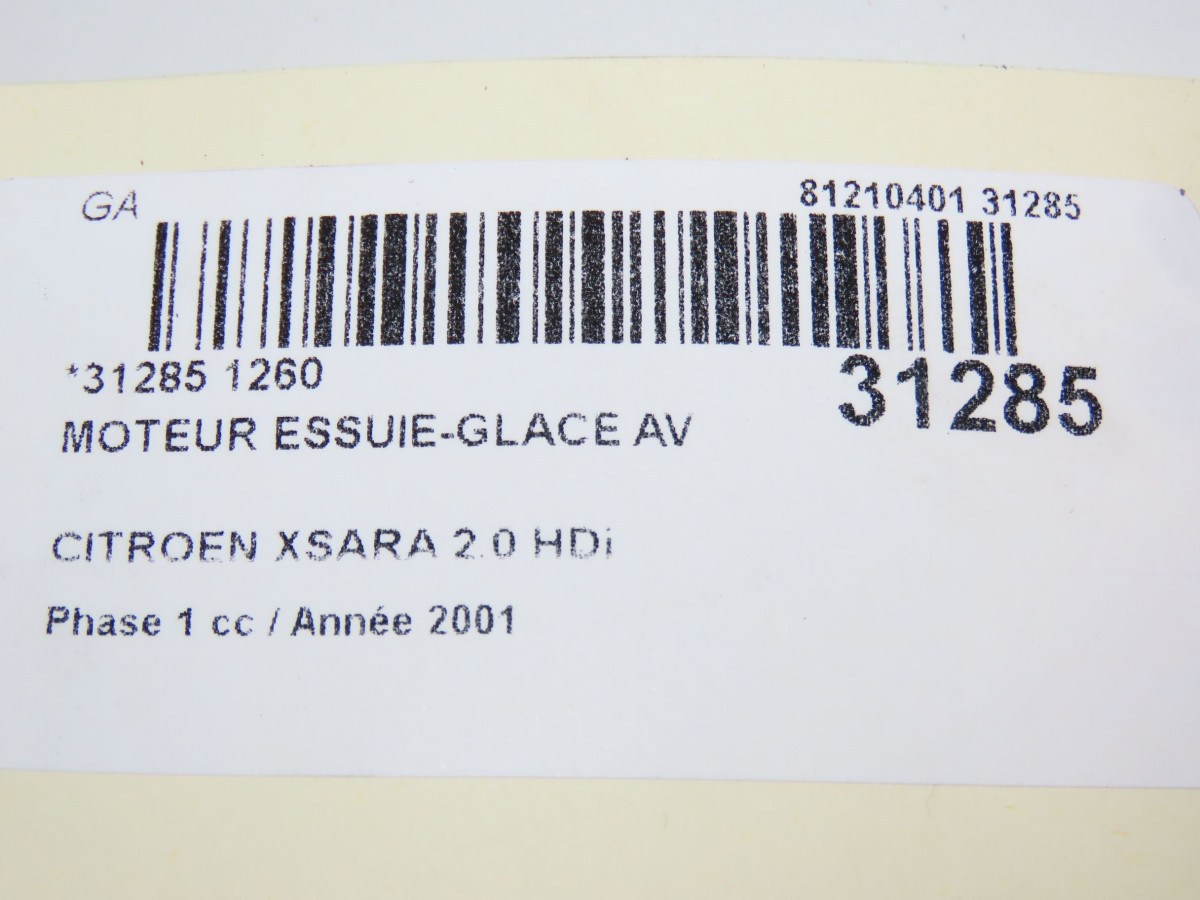 GA
81210401 31285
*31285 1260
31285
MOTEUR ESSUIE-GLACE AV
CITROEN XSARA 2.0 HDi
Phase 1 cc / Année 2001